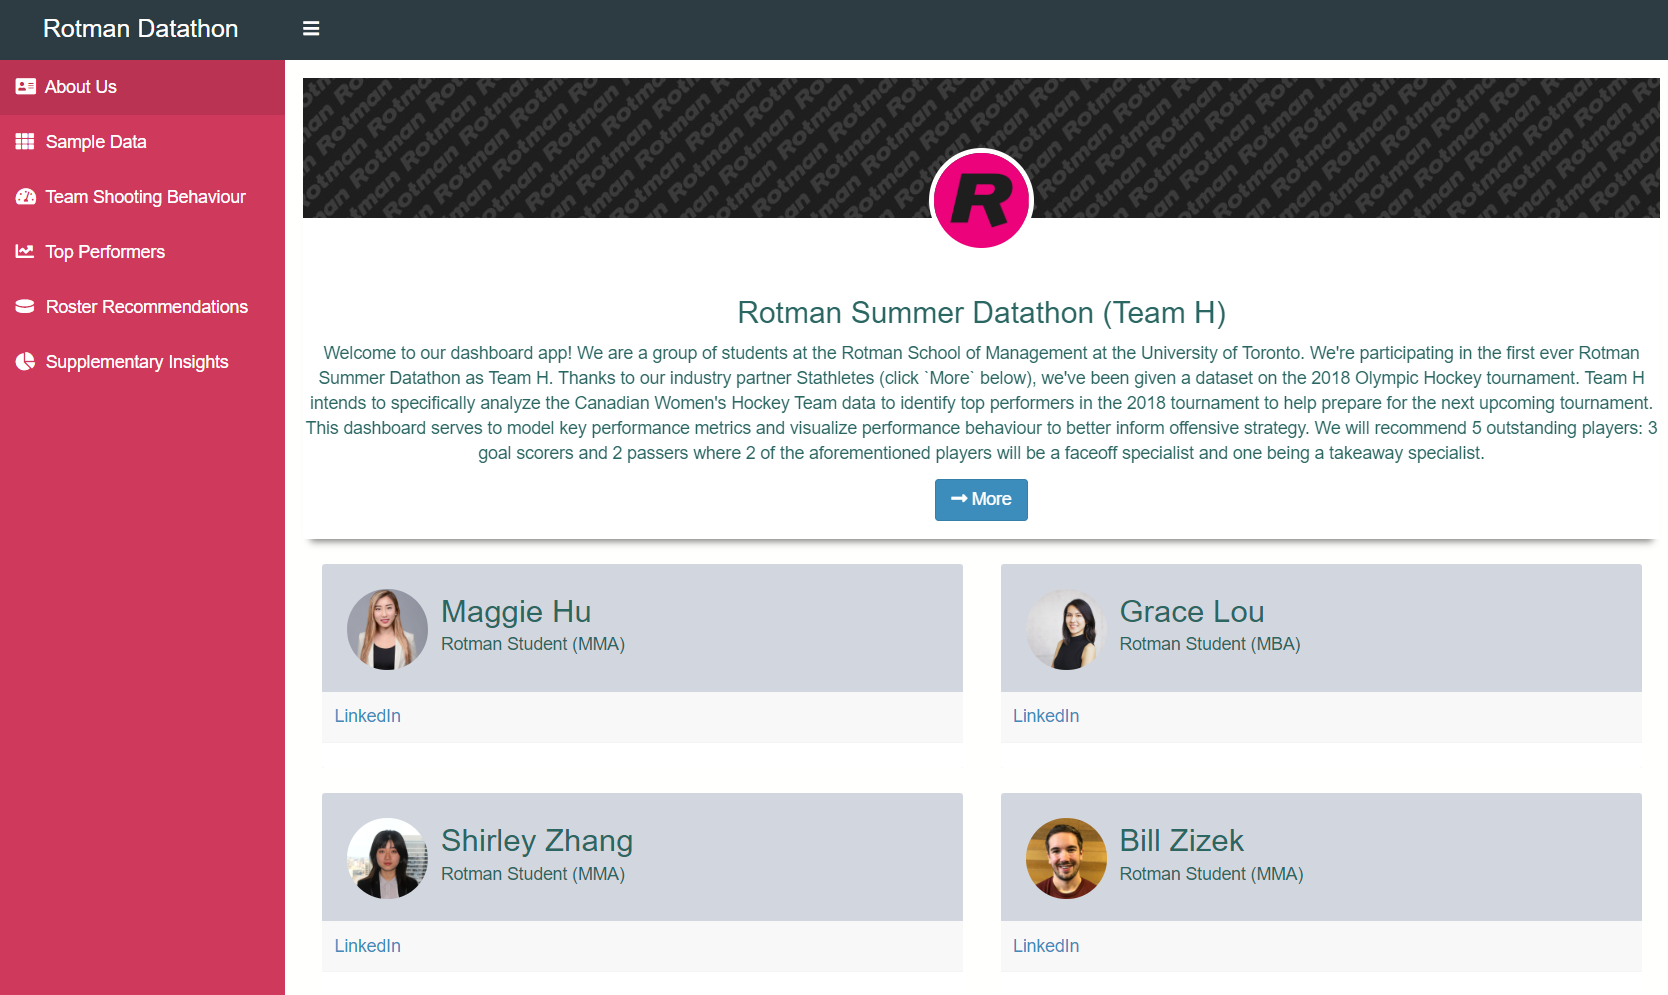 Rotman Datathon
About Us
Sample Data
Team Shooting Behaviour
Top Performers
Roster Recommendations
Supplementary Insights
R
Rotman Summer Datathon (Team H)
Welcome to our dashboard app! We are a group of students at the Rotman School of Management at the University of Toronto. We're participating in the first ever Rotman
Summer Datathon as Team H. Thanks to our industry partner Stathletes (click `More` below), we've been given a dataset on the 2018 Olympic Hockey tournament. Team H
intends to specifically analyze the Canadian Women's Hockey Team data to identify top performers in the 2018 tournament to help prepare for the next upcoming tournament.
This dashboard serves to model key performance metrics and visualize performance behaviour to better inform offensive strategy. We will recommend 5 outstanding players: 3
goal scorers and 2 passers where 2 of the aforementioned players will be a faceoff specialist and one being a takeaway specialist.
More
Maggie Hu
Rotman Student (MMA)
LinkedIn
Grace Lou
Rotman Student (MBA)
LinkedIn
Shirley Zhang
Rotman Student (MMA)
LinkedIn
Bill Zizek
Rotman Student (MMA)
LinkedIn